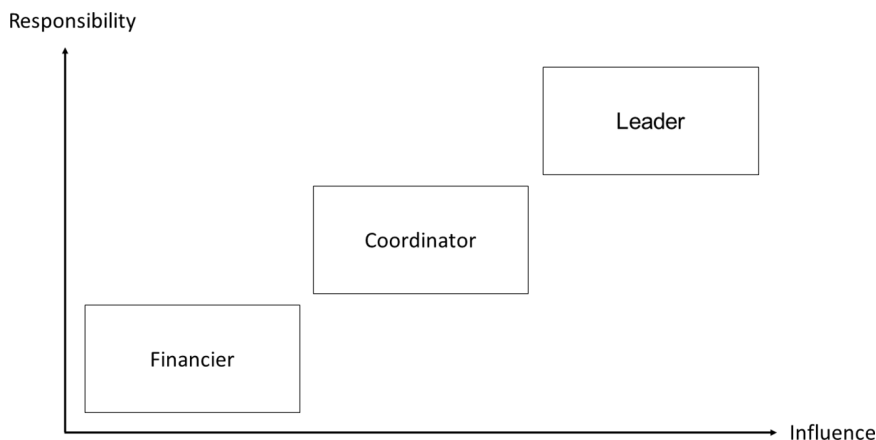 Responsibility
Leader
Coordinator
Financier
Influence